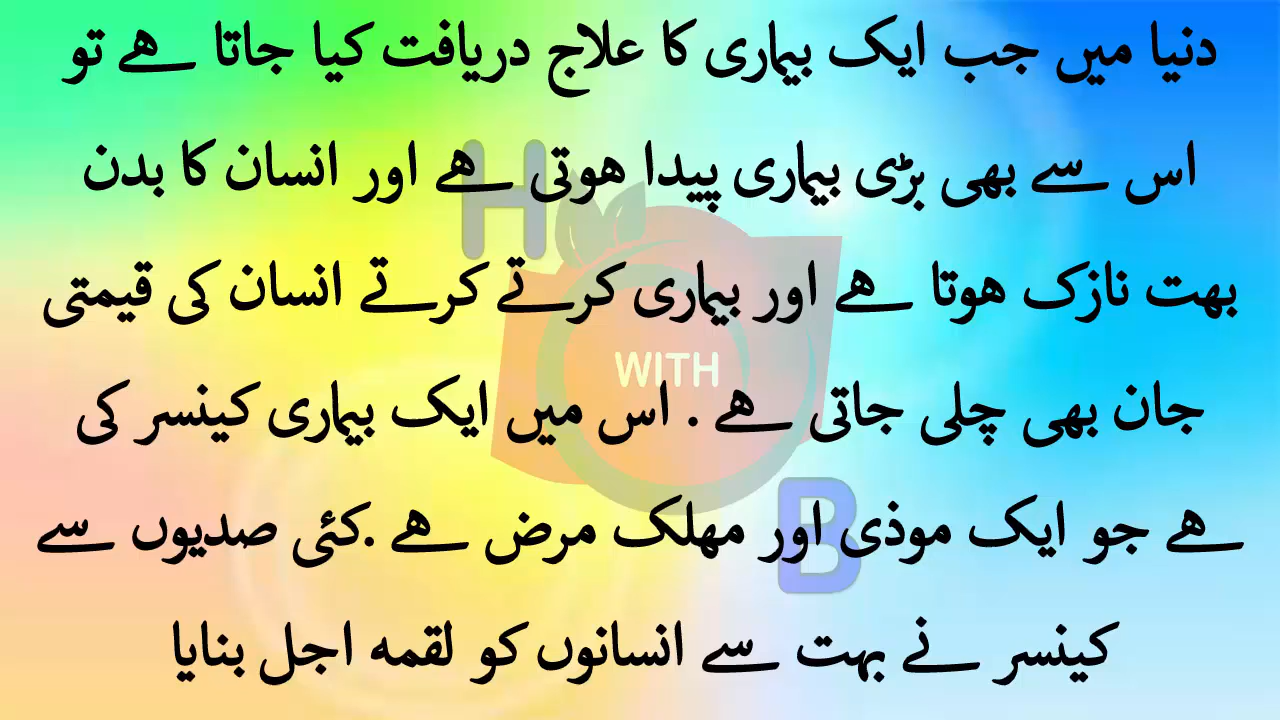 دنیا میں جب ایک بیماری کا علاج دریافت کیا جاتا ہے تو
اس سے بھی بڑی بیماری پیدا ہوتی ہے اور انسان کا بدن
H
بہت نازک ہوتا ہے اور بیماری کرتے کرتے انسان کی قیمتی
WITH
جان بھی چلی جاتی ہے . اس میں ایک بیماری کینسر کی
ہے جو ایک موذی اور مہلک مرض ہے .کئی صدیوں سے
B
کینسر نے بہت سے انسانوں کو لقمہ اجل بنایا